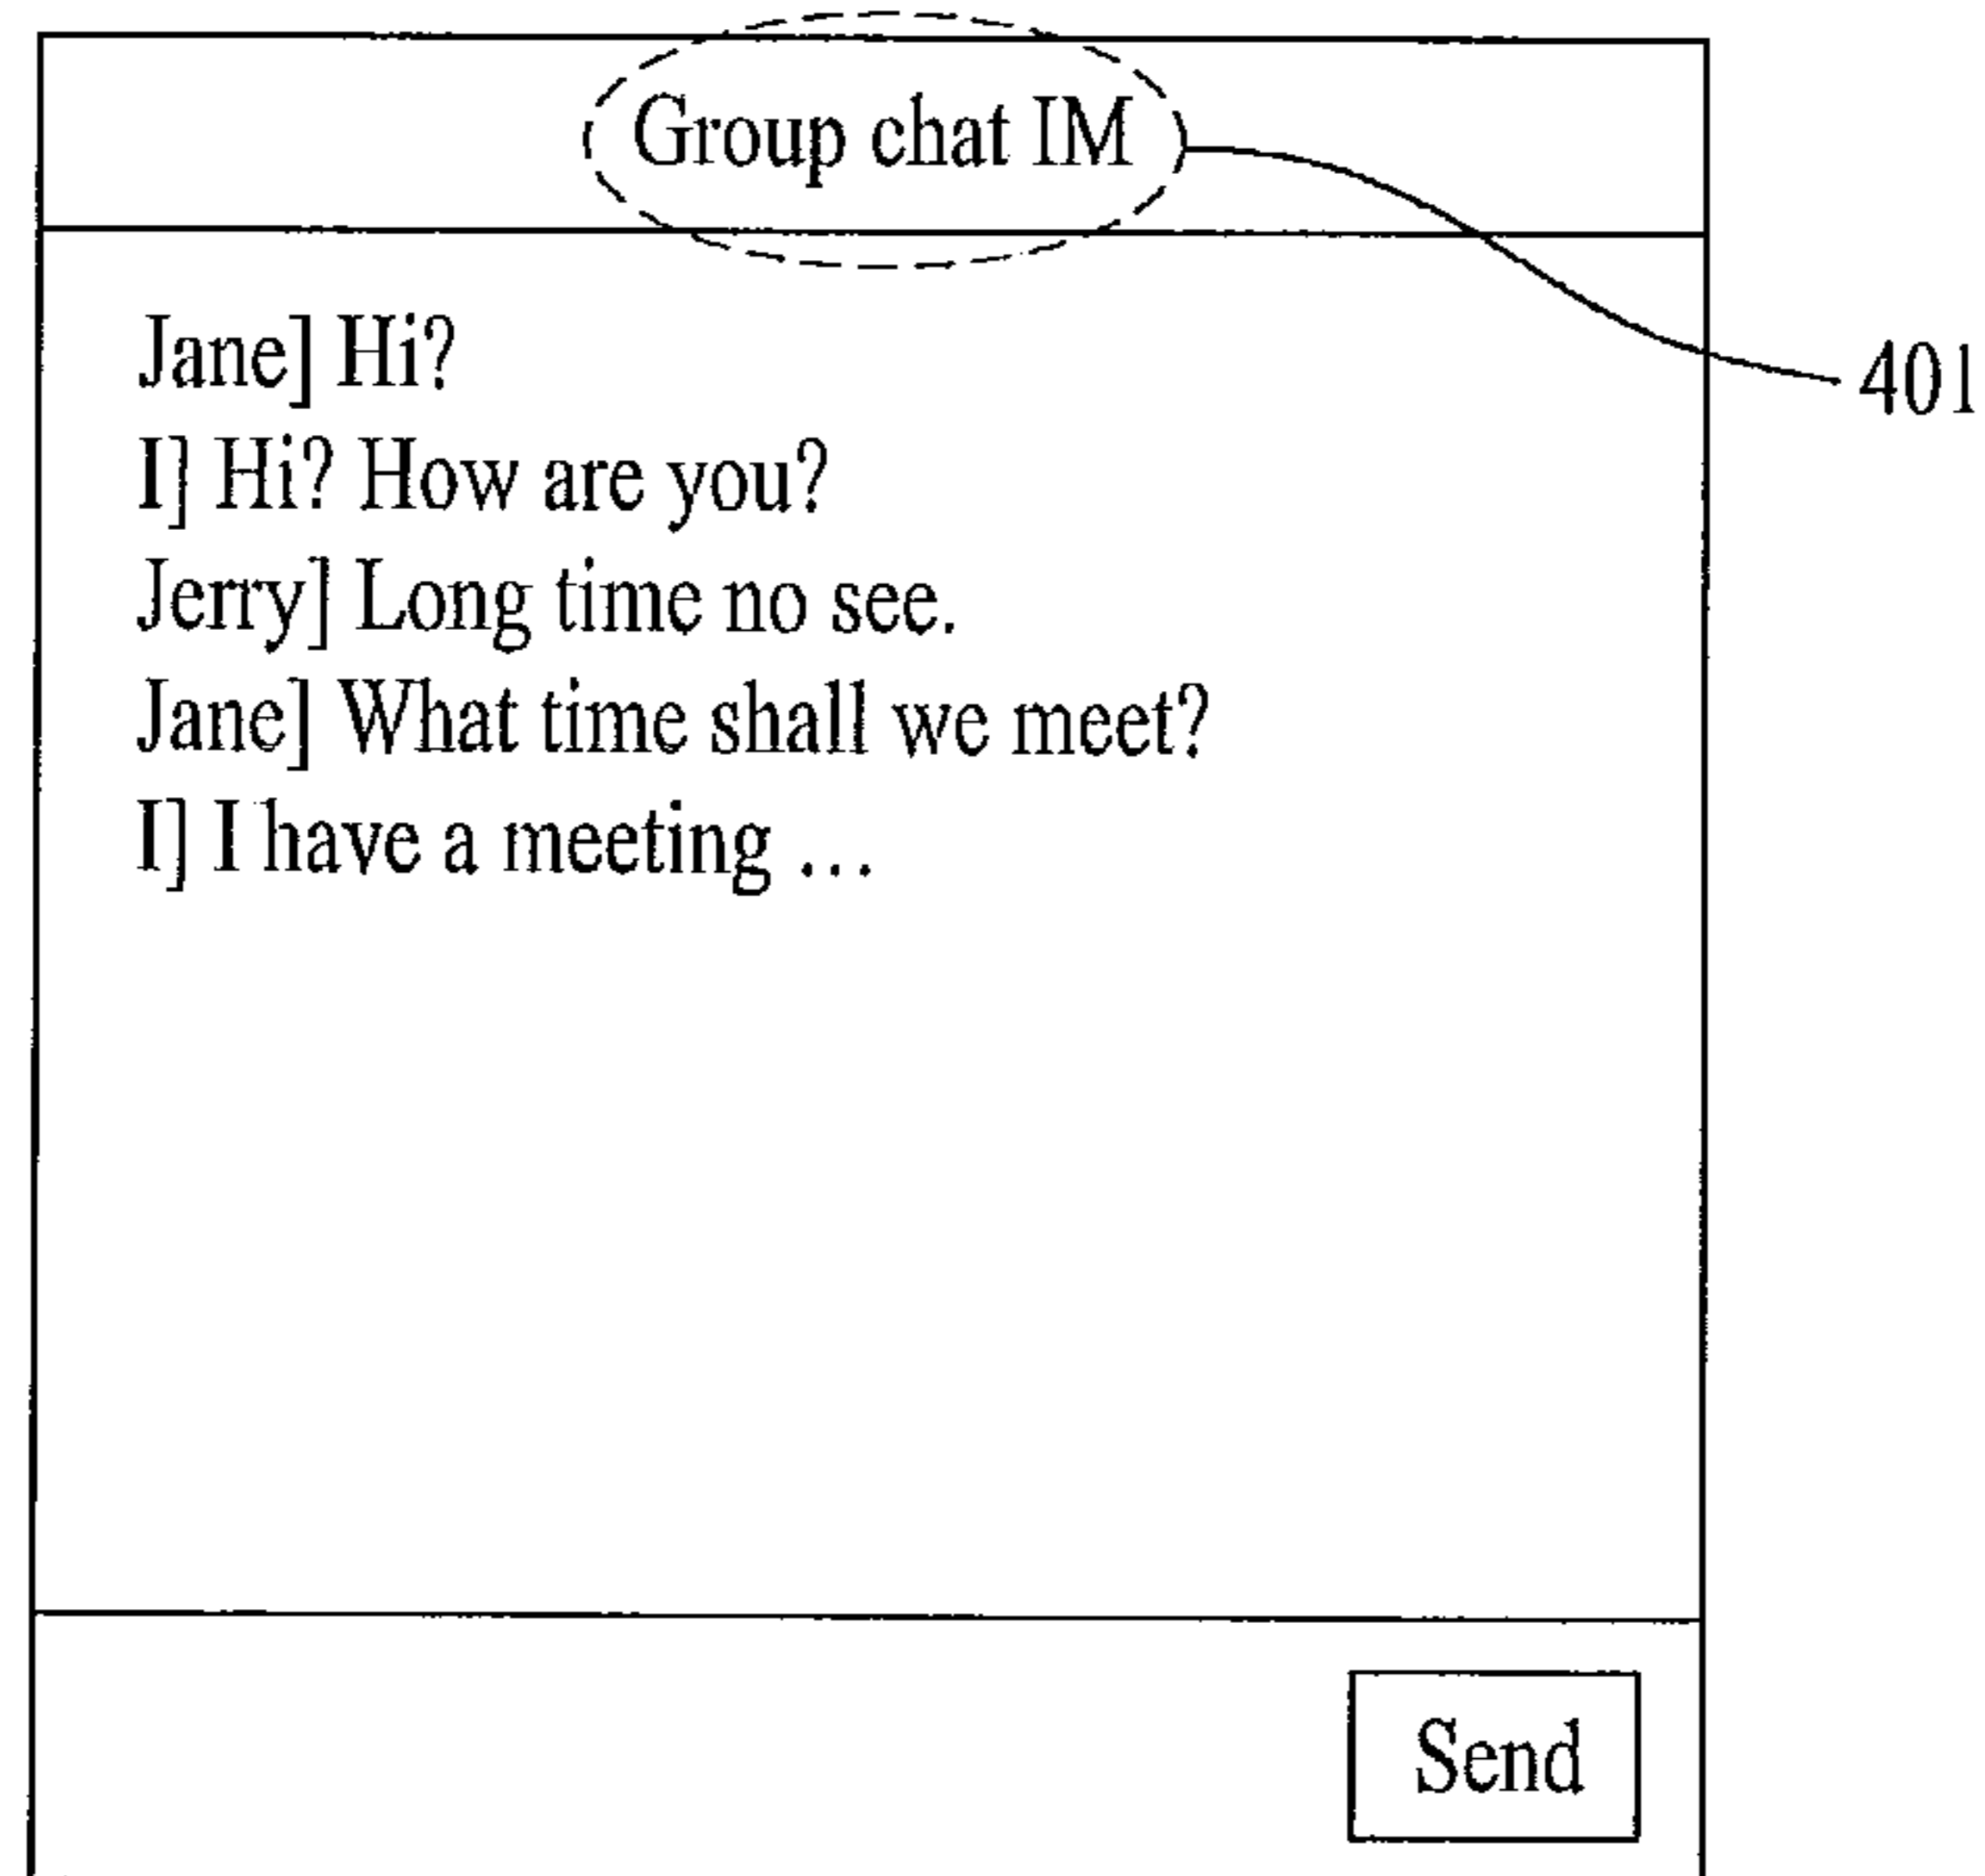 Group chat IM
Jane] Hi?
401
I] Hi? How are you?
Jerry] Long time no see.
Jane] What time shall we meet?
I] I have a meeting ...
Send